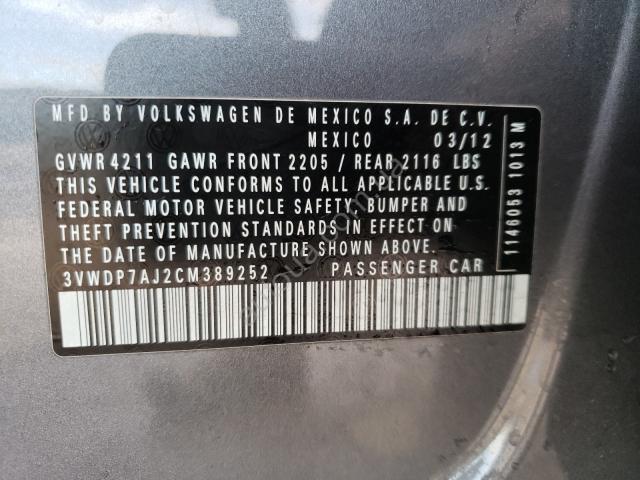 MFD BY VOLKSWAGEN DE MEXICO S.A. DE C.V.
MEXICO 03/12
GVWR 4211 GAWR FRONT 2205 / REAR 2116 LBS
THIS VEHICLE CONFORMS TO ALL APPLICABLE U.S.
FEDERAL MOTOR VEHICLE SAFETY, BUMPER AND
THEFT PREVENTION STANDARDS IN EFFECT ON
THE DATE OF MANUFACTURE SHOWN ABOVE.
3VWDP7AJ2CM389252 PASSENGER CAR
1146053 1013 M